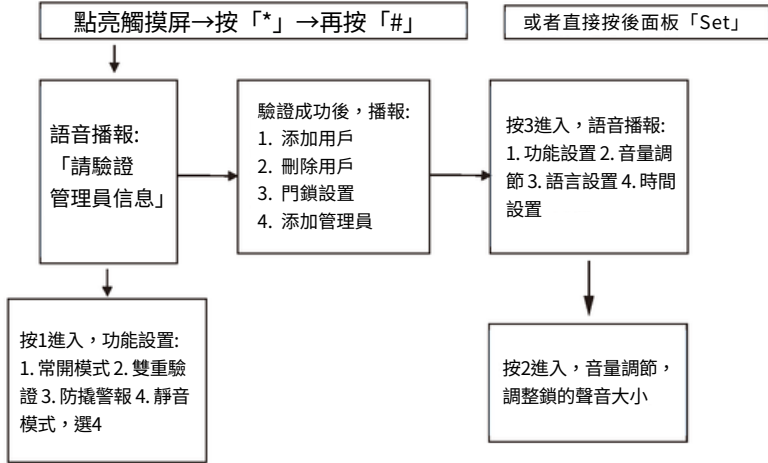 點亮觸摸屏→按「*」→再按「#」
或者直接按後面板「Set」
語音播報:
「請驗證
管理員信息」
驗證成功後，播報:
1. 添加用戶
2. 刪除用戶
3. 門鎖設置
4. 添加管理員
按3進入，語音播報:
1. 功能設置 2. 音量調
節 3. 語言設置 4. 時間
設置
按1進入，功能設置:
1. 常開模式 2. 雙重驗
證 3. 防撬警報 4. 靜音
模式，選4
按2進入，音量調節，
調整鎖的聲音大小